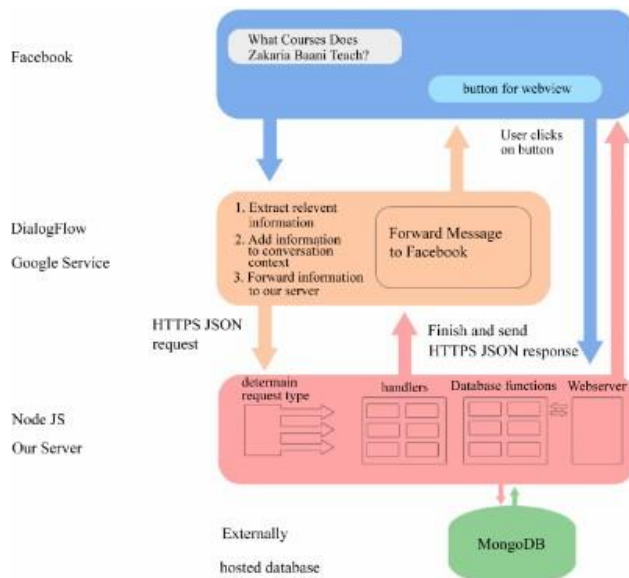 What Courses Does
Zakaria Baani Teach?
Facebook
button for webview
User clicks
on button
1. Extract relevent
information
2. Add information
to conversation
context
3. Forward information
to our server
Forward Message
to Facebook
DialogFlow
Google Service
HTTPS JSON
request
Finish and send
HTTPS JSON response
determain
request type
handlers
Database functions
Webserver
Node JS
Our Server
Externally
hosted database
MongoDB